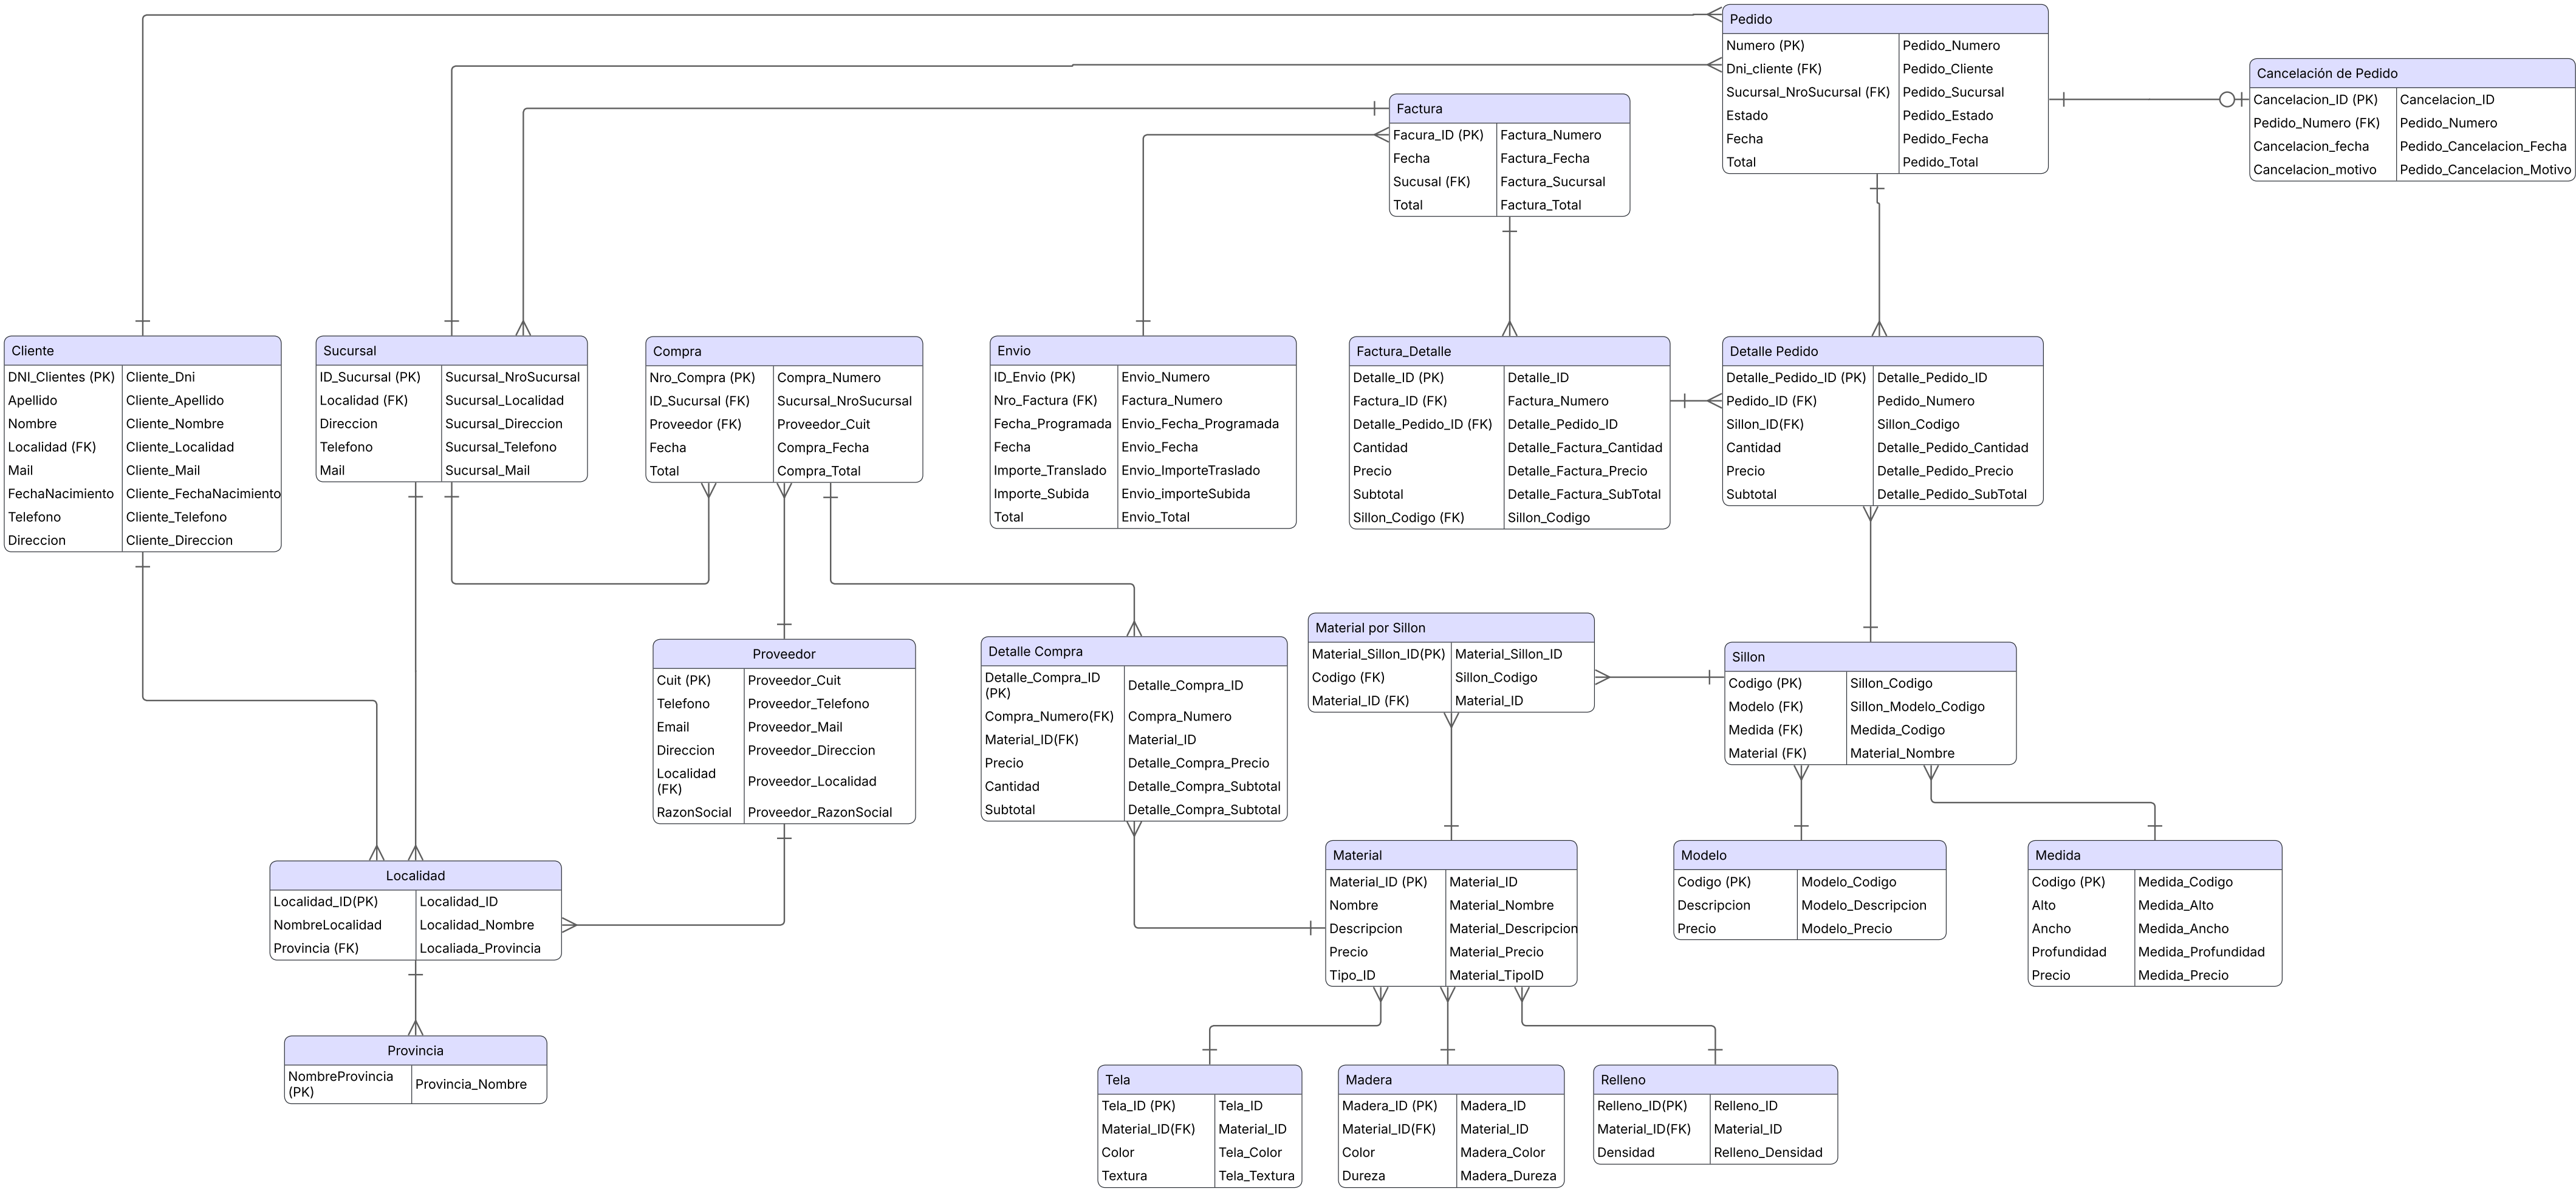 Pedido
Numero (PK) Pedido_Numero
Dni_cliente (FK) Pedido_Cliente
Sucursal_NroSucursal (FK) Pedido_Sucursal
Estado Pedido_Estado
Fecha Pedido_Fecha
Total Pedido_Total
Cancelación de Pedido
Cancelacion_ID (PK) Cancelacion_ID
Pedido_Numero (FK) Pedido_Numero
Cancelacion_fecha Pedido_Cancelacion_Fecha
Cancelacion_motivo Pedido_Cancelacion_Motivo
Factura
Facura_ID (PK) Factura_Numero
Fecha Factura_Fecha
Sucusal (FK) Factura_Sucursal
Total Factura_Total
Cliente
DNI_Clientes (PK) Cliente_Dni
Apellido Cliente_Apellido
Nombre Cliente_Nombre
Localidad (FK) Cliente_Localidad
Mail Cliente_Mail
FechaNacimiento Cliente_FechaNacimiento
Telefono Cliente_Telefono
Direccion Cliente_Direccion
Sucursal
ID_Sucursal (PK) Sucursal_NroSucursal
Localidad (FK) Sucursal_Localidad
Direccion Sucursal_Direccion
Telefono Sucursal_Telefono
Mail Sucursal_Mail
Compra
Nro_Compra (PK) Compra_Numero
ID_Sucursal (FK) Sucursal_NroSucursal
Proveedor (FK) Proveedor_Cuit
Fecha Compra_Fecha
Total Compra_Total
Envio
ID_Envio (PK) Envio_Numero
Nro_Factura (FK) Factura_Numero
Fecha_Programada Envio_Fecha_Programada
Fecha Envio_Fecha
Importe_Translado Envio_ImporteTraslado
Importe_Subida Envio_importeSubida
Total Envio_Total
Factura_Detalle
Detalle_ID (PK) Detalle_ID
Factura_ID (FK) Factura_Numero
Detalle_Pedido_ID (FK) Detalle_Pedido_ID
Cantidad Detalle_Factura_Cantidad
Precio Detalle_Factura_Precio
Subtotal Detalle_Factura_SubTotal
Sillon_Codigo (FK) Sillon_Codigo
Detalle Pedido
Detalle_Pedido_ID (PK) Detalle_Pedido_ID
Pedido_ID (FK) Pedido_Numero
Sillon_ID(FK) Sillon_Codigo
Cantidad Detalle_Pedido_Cantidad
Precio Detalle_Pedido_Precio
Subtotal Detalle_Pedido_SubTotal
Proveedor
Cuit (PK) Proveedor_Cuit
Telefono Proveedor_Telefono
Email Proveedor_Mail
Direccion Proveedor_Direccion
Localidad
(FK) Proveedor_Localidad
RazonSocial Proveedor_RazonSocial
Detalle Compra
Detalle_Compra_ID
(PK) Detalle_Compra_ID
Compra_Numero(FK) Compra_Numero
Material_ID(FK) Material_ID
Precio Detalle_Compra_Precio
Cantidad Detalle_Compra_Subtotal
Subtotal Detalle_Compra_Subtotal
Material por Sillon
Material_Sillon_ID(PK) Material_Sillon_ID
Codigo (FK) Sillon_Codigo
Material_ID (FK) Material_ID
Sillon
Codigo (PK) Sillon_Codigo
Modelo (FK) Sillon_Modelo_Codigo
Medida (FK) Medida_Codigo
Material (FK) Material_Nombre
Localidad
Localidad_ID(PK) Localidad_ID
NombreLocalidad Localidad_Nombre
Provincia (FK) Localiada_Provincia
Material
Material_ID (PK) Material_ID
Nombre Material_Nombre
Descripcion Material_Descripcion
Precio Material_Precio
Tipo_ID Material_TipoID
Modelo
Codigo (PK) Modelo_Codigo
Descripcion Modelo_Descripcion
Precio Modelo_Precio
Medida
Codigo (PK) Medida_Codigo
Alto Medida_Alto
Ancho Medida_Ancho
Profundidad Medida_Profundidad
Precio Medida_Precio
Provincia
NombreProvincia
(PK) Provincia_Nombre
Tela
Tela_ID (PK) Tela_ID
Material_ID(FK) Material_ID
Color Tela_Color
Textura Tela_Textura
Madera
Madera_ID (PK) Madera_ID
Material_ID(FK) Material_ID
Color Madera_Color
Dureza Madera_Dureza
Relleno
Relleno_ID(PK) Relleno_ID
Material_ID(FK) Material_ID
Densidad Relleno_Densidad